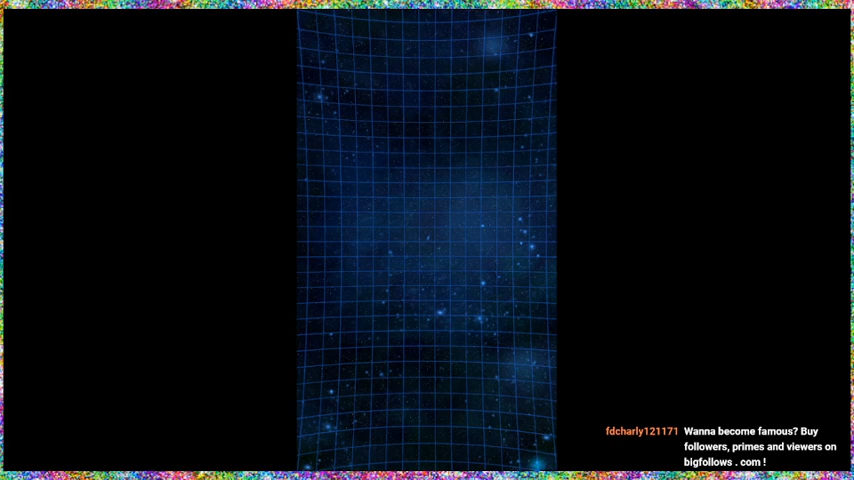 fdcharly121171 Wanna become famous? Buy
followers, primes and viewers on
bigfollows . com !